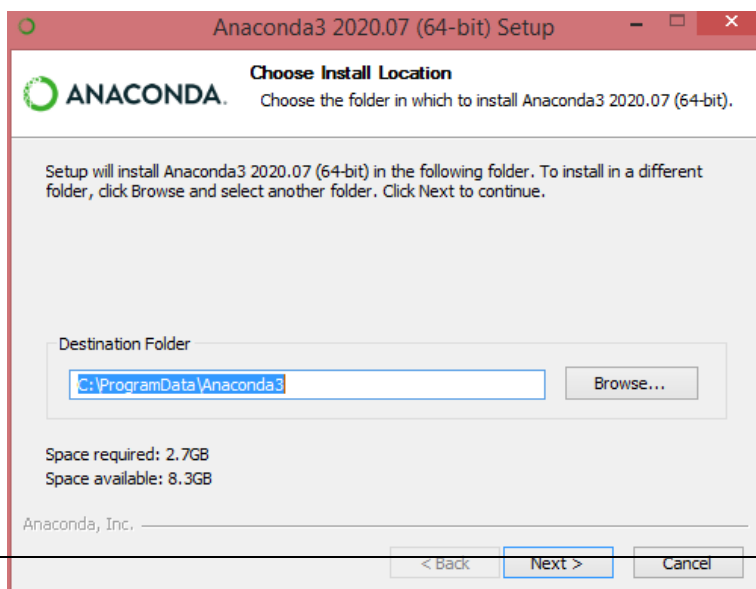 Anaconda3 2020.07 (64-bit) Setup
ANACONDA.
Choose Install Location
Choose the folder in which to install Anaconda3 2020.07 (64-bit).
Setup will install Anaconda3 2020.07 (64-bit) in the following folder. To install in a different
folder, click Browse and select another folder. Click Next to continue.
Destination Folder
C:\ProgramData\Anaconda3
Browse...
Space required: 2.7GB
Space available: 8.3GB
Anaconda, Inc.
< Back Next > Cancel